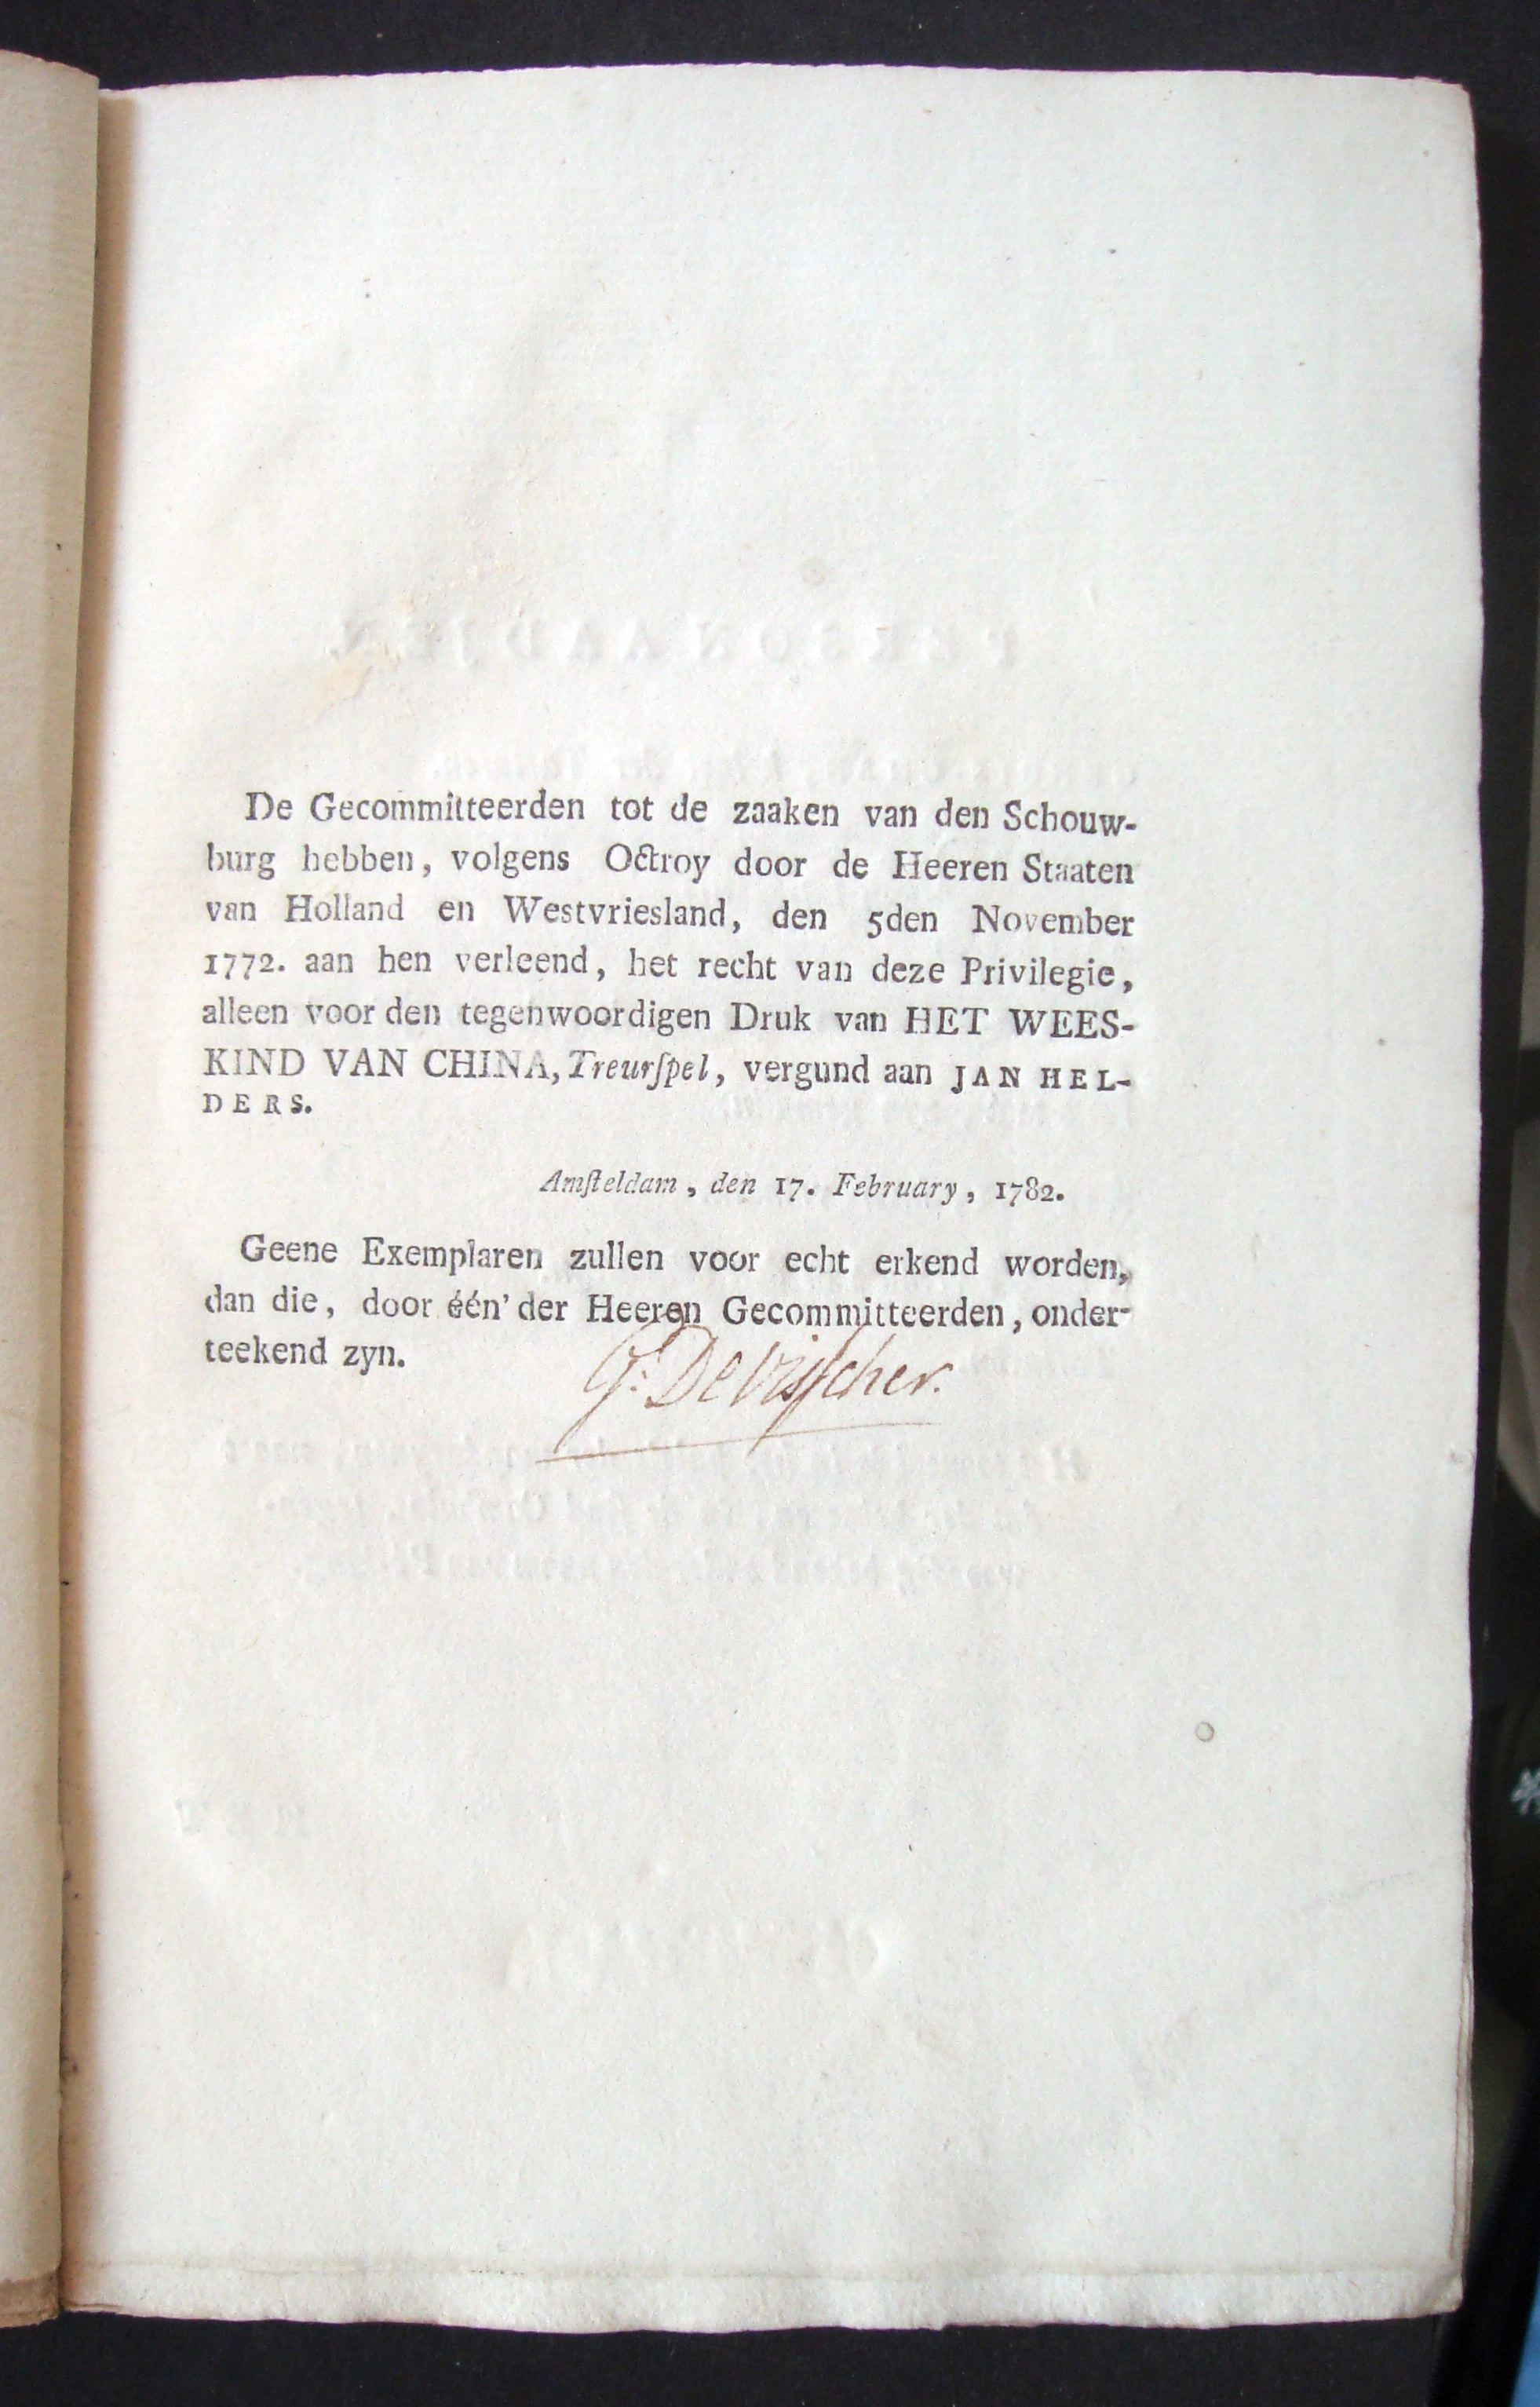 De Gecommitteerden tot de zaaken van den Schouw-
burg hebben, volgens Octroy door de Heeren Staaten
van Holland en Westvriesland, den 5den November
1772. aan hen verleend, het recht van deze Privilegie,
alleen voor den tegenwoordigen Druk van HET WEES-
KIND VAN CHINA, Treurſpel, vergund aan JAN HEL-
DERS.
Amſteldam, den 17. February, 1782.
Geene Exemplaren zullen voor echt erkend worden,
dan die, door één' der Heeren Gecommitteerden, onder-
teekend zyn.
G: De Visſcher.